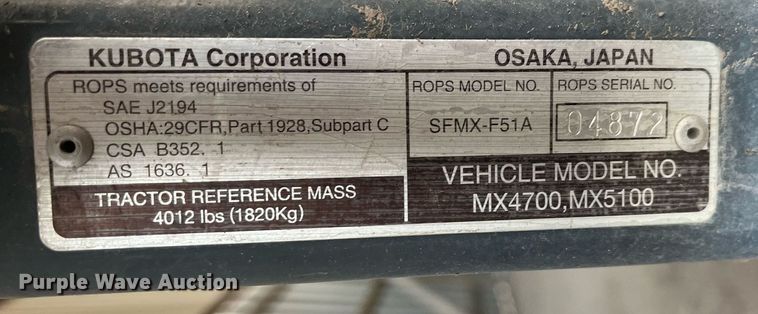 KUBOTA Corporation
OSAKA, JAPAN
ROPS meets requirements of
SAE J2194
OSHA:29CFR,Part 1928,Subpart C
CSA B352. 1
AS 1636. 1
TRACTOR REFERENCE MASS
4012 lbs (1820Kg)
ROPS MODEL NO.
SFMX-F51A
ROPS SERIAL NO.
04872
VEHICLE MODEL NO.
MX4700,MX5100
Purple Wave Auction